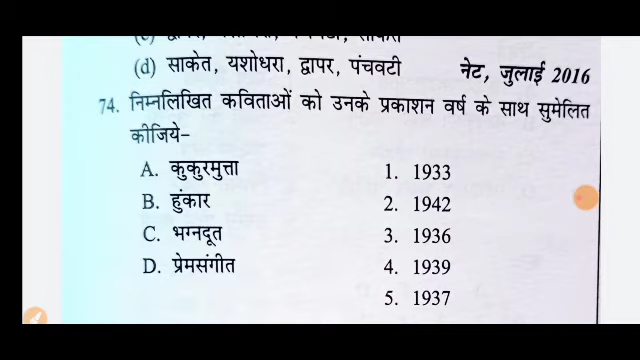 (d) साकेत, यशोधरा, द्वापर, पंचवटी
नेट, जुलाई 2016
74. निम्नलिखित कविताओं को उनके प्रकाशन वर्ष के साथ सुमेलित
कीजिये–
A. कुकुरमुत्ता 1. 1933
B. हुंकार 2. 1942
C. भग्नदूत 3. 1936
D. प्रेमसंगीत 4. 1939
5. 1937